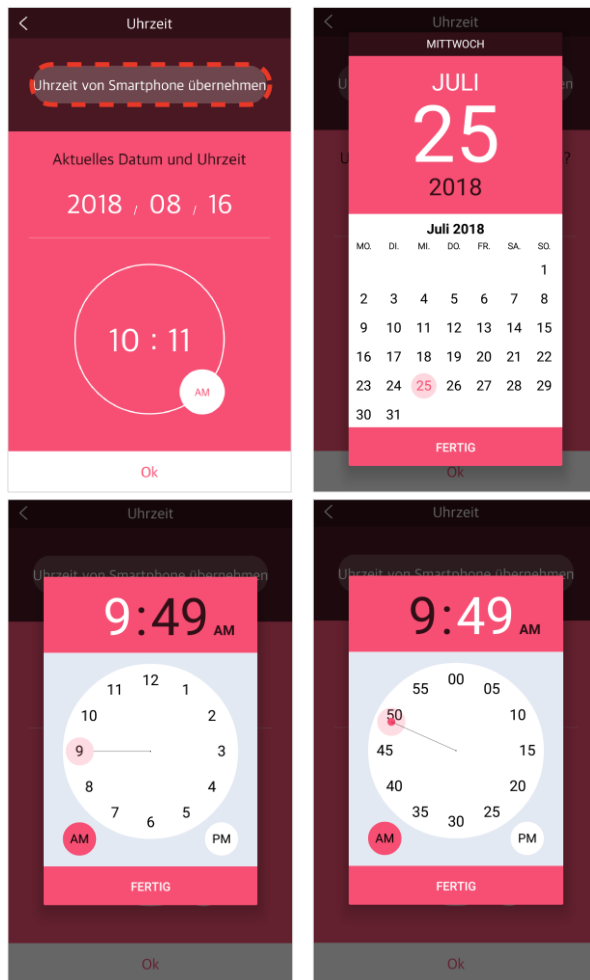 Uhrzeit
Uhrzeit von Smartphone übernehmen
Aktuelles Datum und Uhrzeit
2018 / 08 / 16
10 : 11
AM
Ok
Uhrzeit
MITTWOCH
JULI
25
2018
Juli 2018
MO. DI. MI. DO. FR. SA. SO.
1
2 3 4 5 6 7 8
9 10 11 12 13 14 15
16 17 18 19 20 21 22
23 24 25 26 27 28 29
30 31
FERTIG
Ok
Uhrzeit
Uhrzeit von Smartphone übernehmen
9:49 AM
12
11 1
10 2
9 3
8 4
7 5
6
AM PM
FERTIG
Ok
Uhrzeit
Uhrzeit von Smartphone übernehmen
9:49 AM
00
55 05
50 10
45 15
40 20
35 25
30
AM PM
FERTIG
Ok